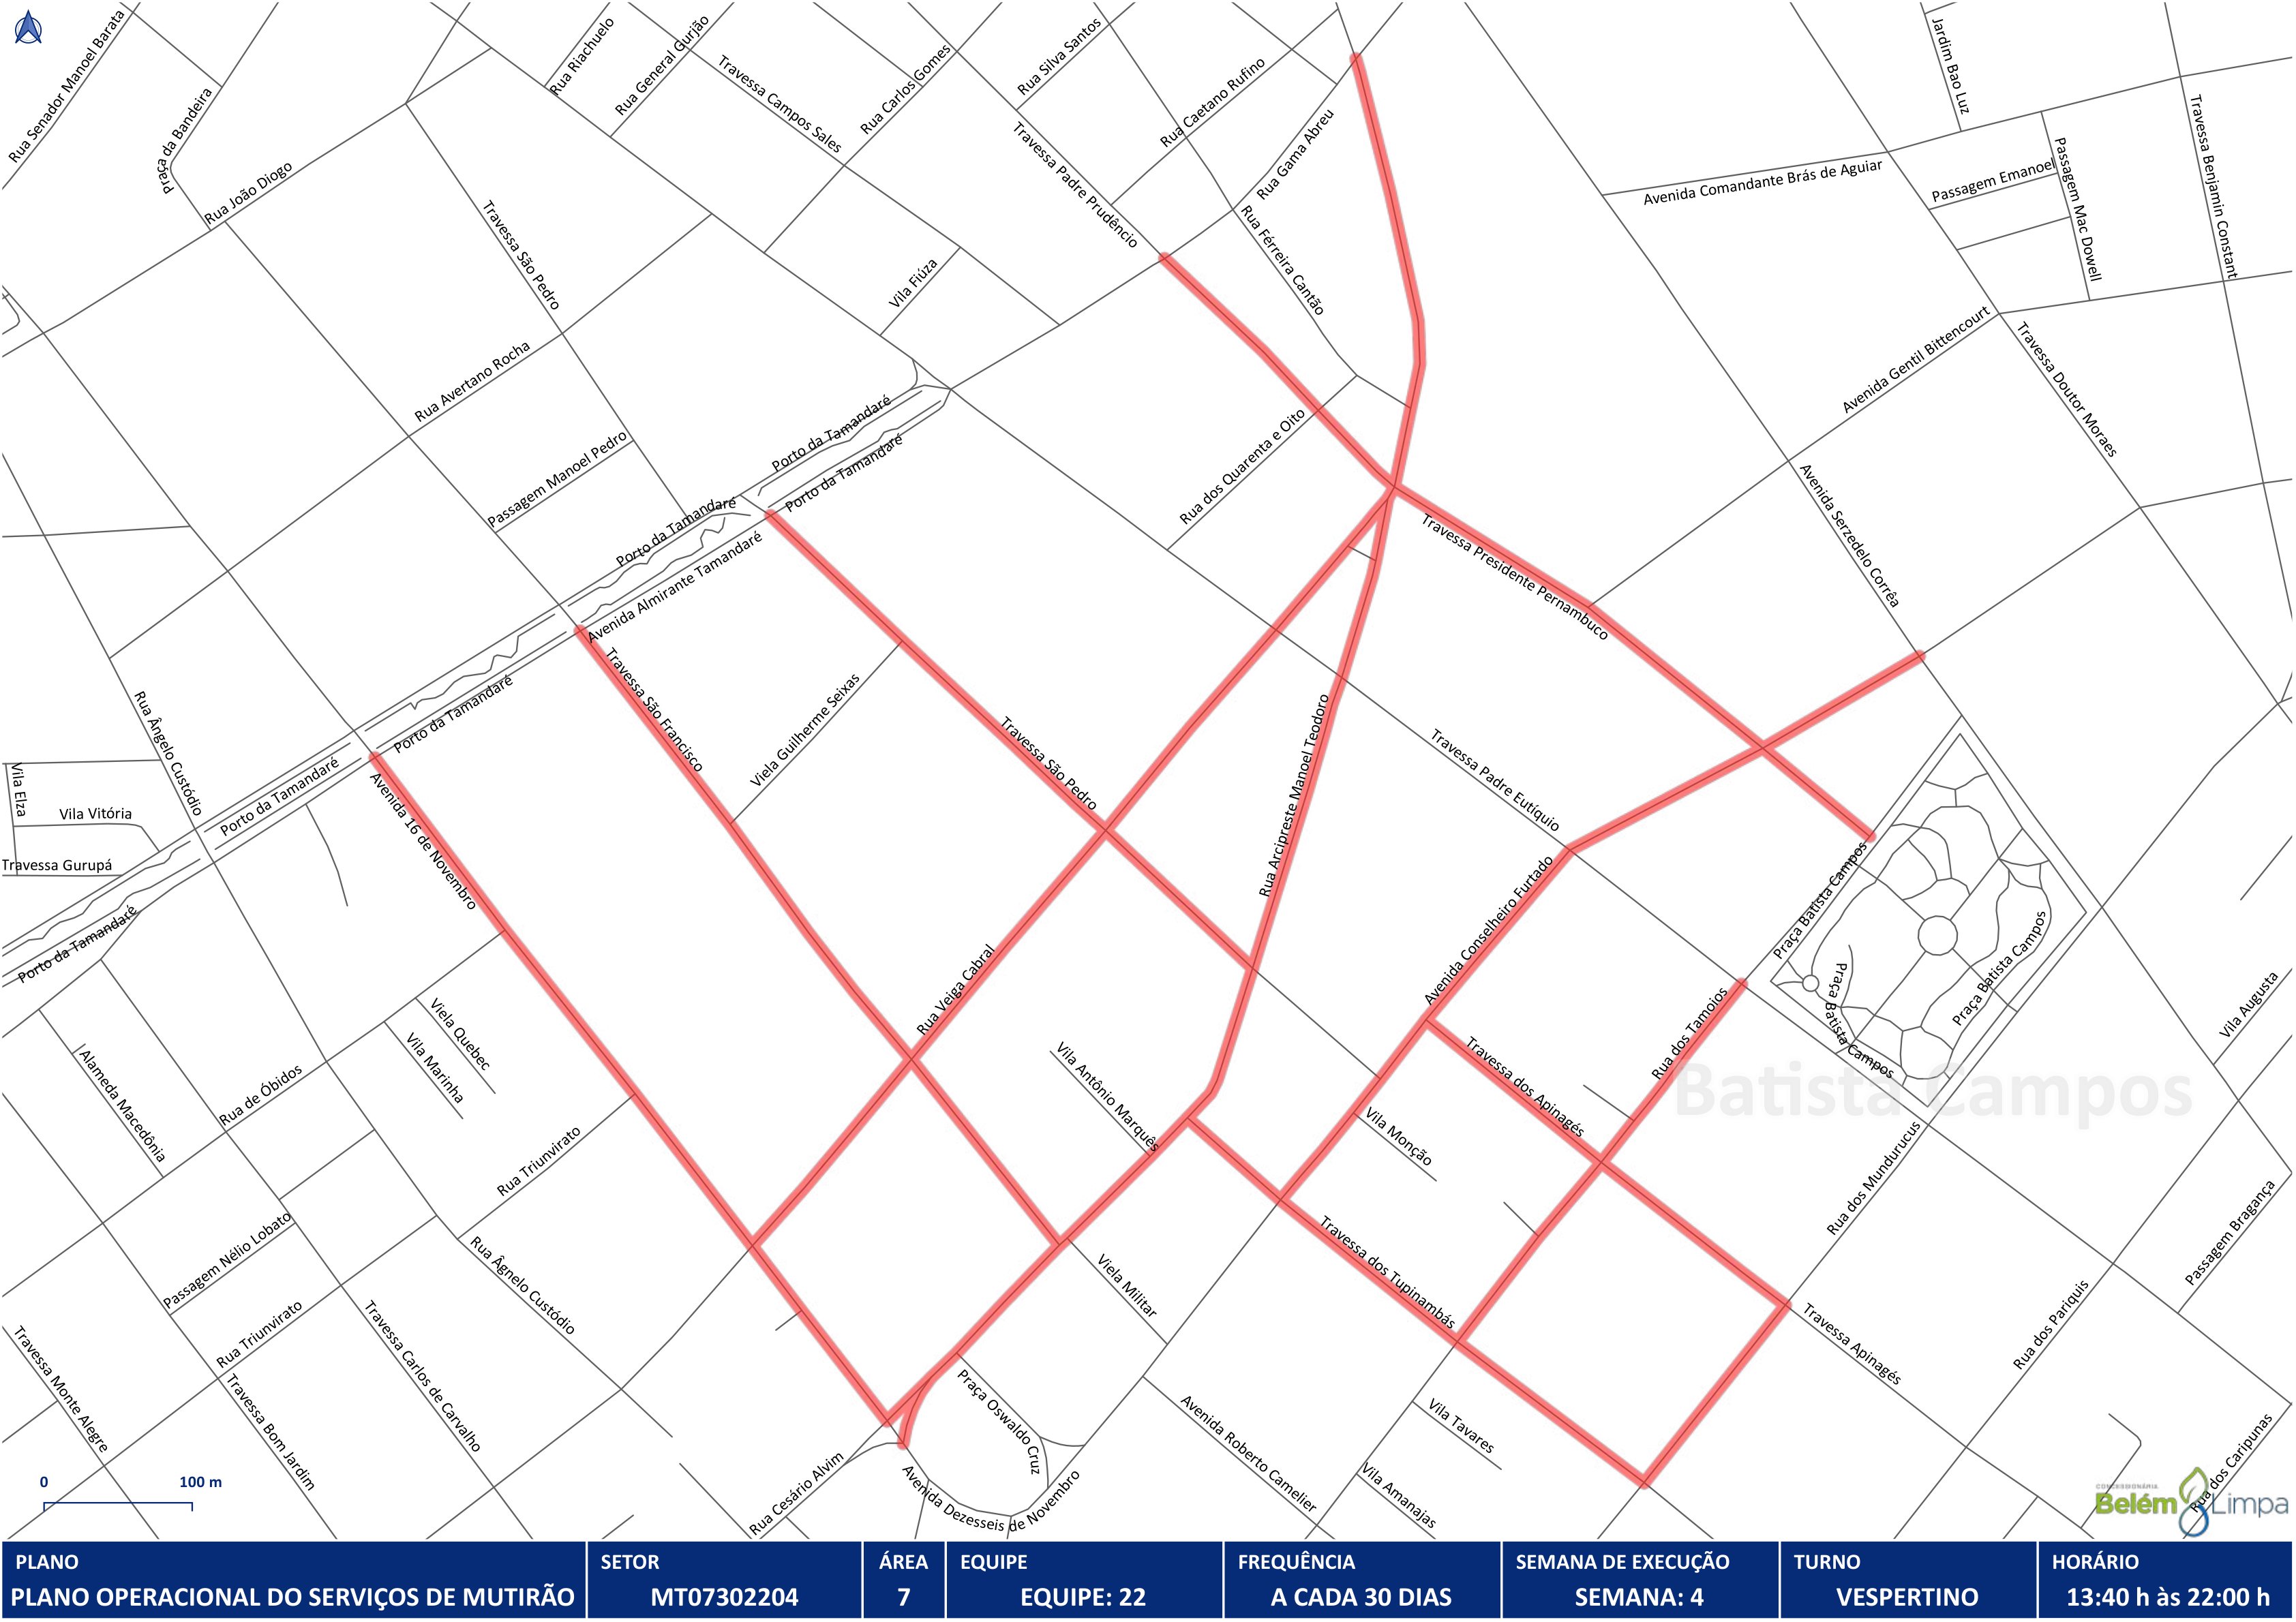 Rua Senador Manoel Barata
Praça da Bandeira
Rua João Diogo
Rua Riachuelo
Rua General Gurjão
Travessa Campos Sales
Rua Carlos Gomes
Rua Silva Santos
Travessa Padre Prudêncio
Rua Caetano Rufino
Rua Gama Abreu
Rua Férreira Cantão
Jardim Bao Luz
Avenida Comandante Brás de Aguiar
Passagem Emanoel
Passagem Mac Dowell
Travessa Benjamin Constant
Travessa São Pedro
Vila Fiúza
Rua Avertano Rocha
Passagem Manoel Pedro
Porto da Tamandaré
Porto da Tamandaré
Porto da Tamandaré
Avenida Almirante Tamandaré
Rua dos Quarenta e Oito
Avenida Gentil Bittencourt
Travessa Doutor Moraes
Avenida Serzedelo Corrêa
Travessa Presidente Pernambuco
Rua Ângelo Custódio
Porto da Tamandaré
Porto da Tamandaré
Porto da Tamandaré
Vila Elza
Vila Vitória
Travessa Gurupá
Avenida 16 de Novembro
Travessa São Francisco
Viela Guilherme Seixas
Travessa São Pedro
Rua Arcipreste Manoel Teodoro
Travessa Padre Eutíquio
Avenida Conselheiro Furtado
Praça Batista Campos
Praça Batista Campos
Praça Batista Campos
Rua Veiga Cabral
Viela Quebec
Vila Marinha
Alameda Macedônia
Rua de Óbidos
Rua Triunvirato
Vila Antônio Marquês
Travessa dos Apinagés
Rua dos Tamoios
Vila Monção
Batista Campos
Vila Augusta
Rua dos Mundurucus
Passagem Bragança
Passagem Nélio Lobato
Rua Triunvirato
Rua Âgnelo Custódio
Travessa Carlos de Carvalho
Travessa Monte Alegre
Travessa Bom Jardim
Viela Militar
Travessa dos Tupinambás
Travessa Apinagés
Rua dos Pariquis
Praça Oswaldo Cruz
Avenida Roberto Camelier
Vila Tavares
Vila Amanajas
Rua Cesário Alvim
Avenida Dezesseis de Novembro
Rua dos Caripunas
0 100 m
CONCESSIONÁRIA
Belém Limpa
PLANO
PLANO OPERACIONAL DO SERVIÇOS DE MUTIRÃO
SETOR
MT07302204
ÁREA
7
EQUIPE
EQUIPE: 22
FREQUÊNCIA
A CADA 30 DIAS
SEMANA DE EXECUÇÃO
SEMANA: 4
TURNO
VESPERTINO
HORÁRIO
13:40 h às 22:00 h